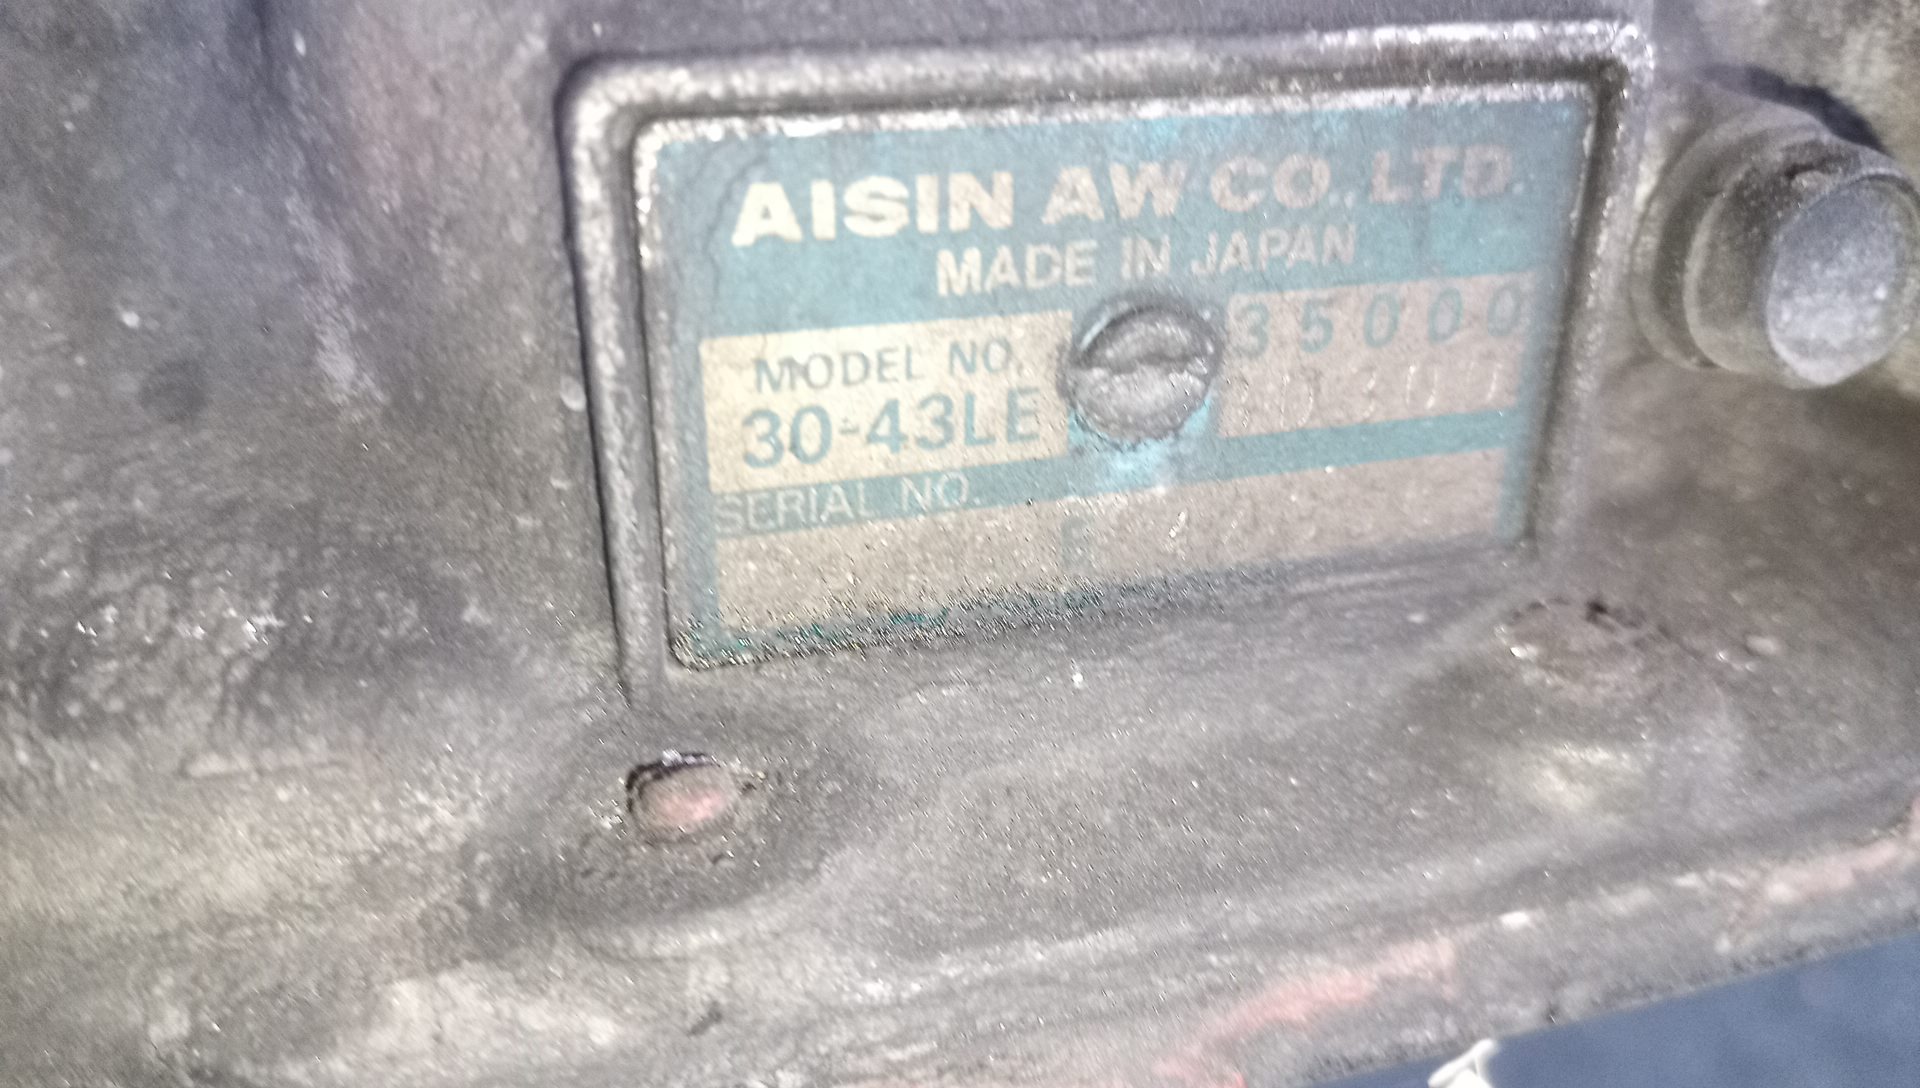 AISIN AW CO., LTD.
MADE IN JAPAN
MODEL NO. 35000
30-43LE
SERIAL NO.